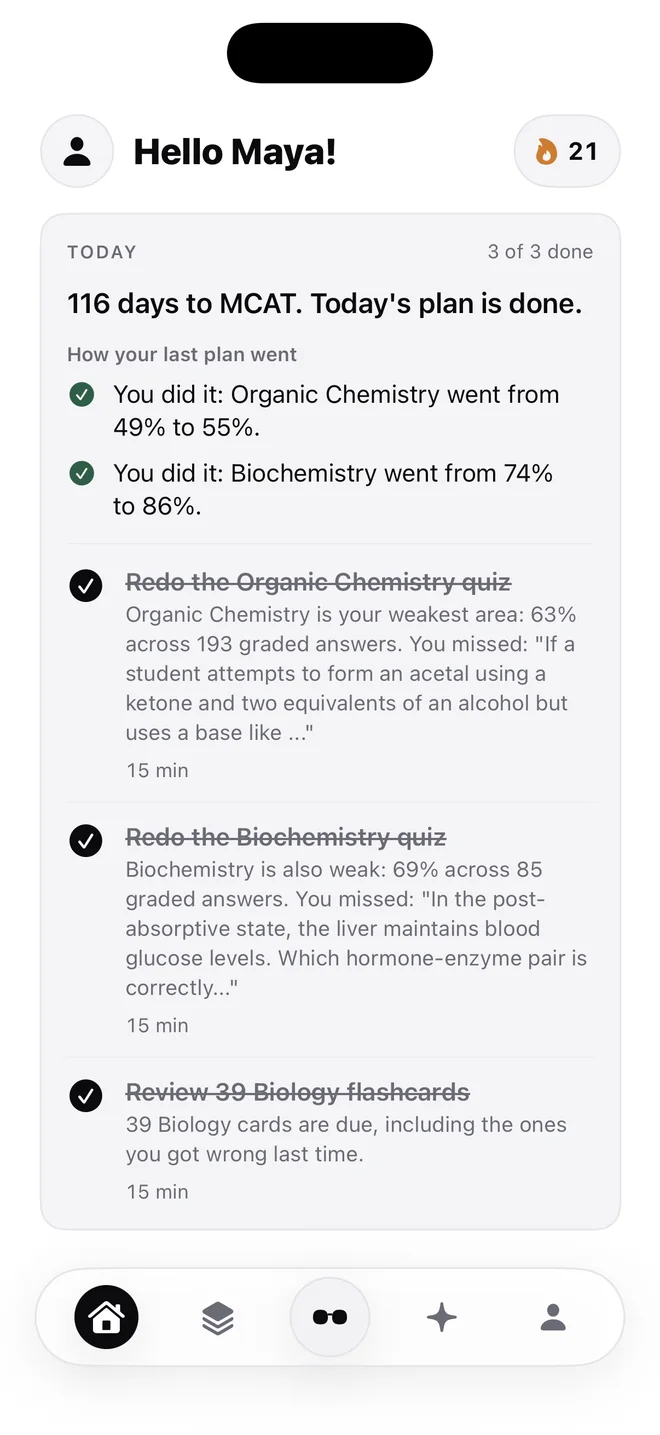 Hello Maya!
21
TODAY
3 of 3 done
116 days to MCAT. Today's plan is done.
How your last plan went
You did it: Organic Chemistry went from
49% to 55%.
You did it: Biochemistry went from 74%
to 86%.
Redo the Organic Chemistry quiz
Organic Chemistry is your weakest area: 63%
across 193 graded answers. You missed: "If a
student attempts to form an acetal using a
ketone and two equivalents of an alcohol but
uses a base like ..."
15 min
Redo the Biochemistry quiz
Biochemistry is also weak: 69% across 85
graded answers. You missed: "In the post-
absorptive state, the liver maintains blood
glucose levels. Which hormone-enzyme pair is
correctly..."
15 min
Review 39 Biology flashcards
39 Biology cards are due, including the ones
you got wrong last time.
15 min